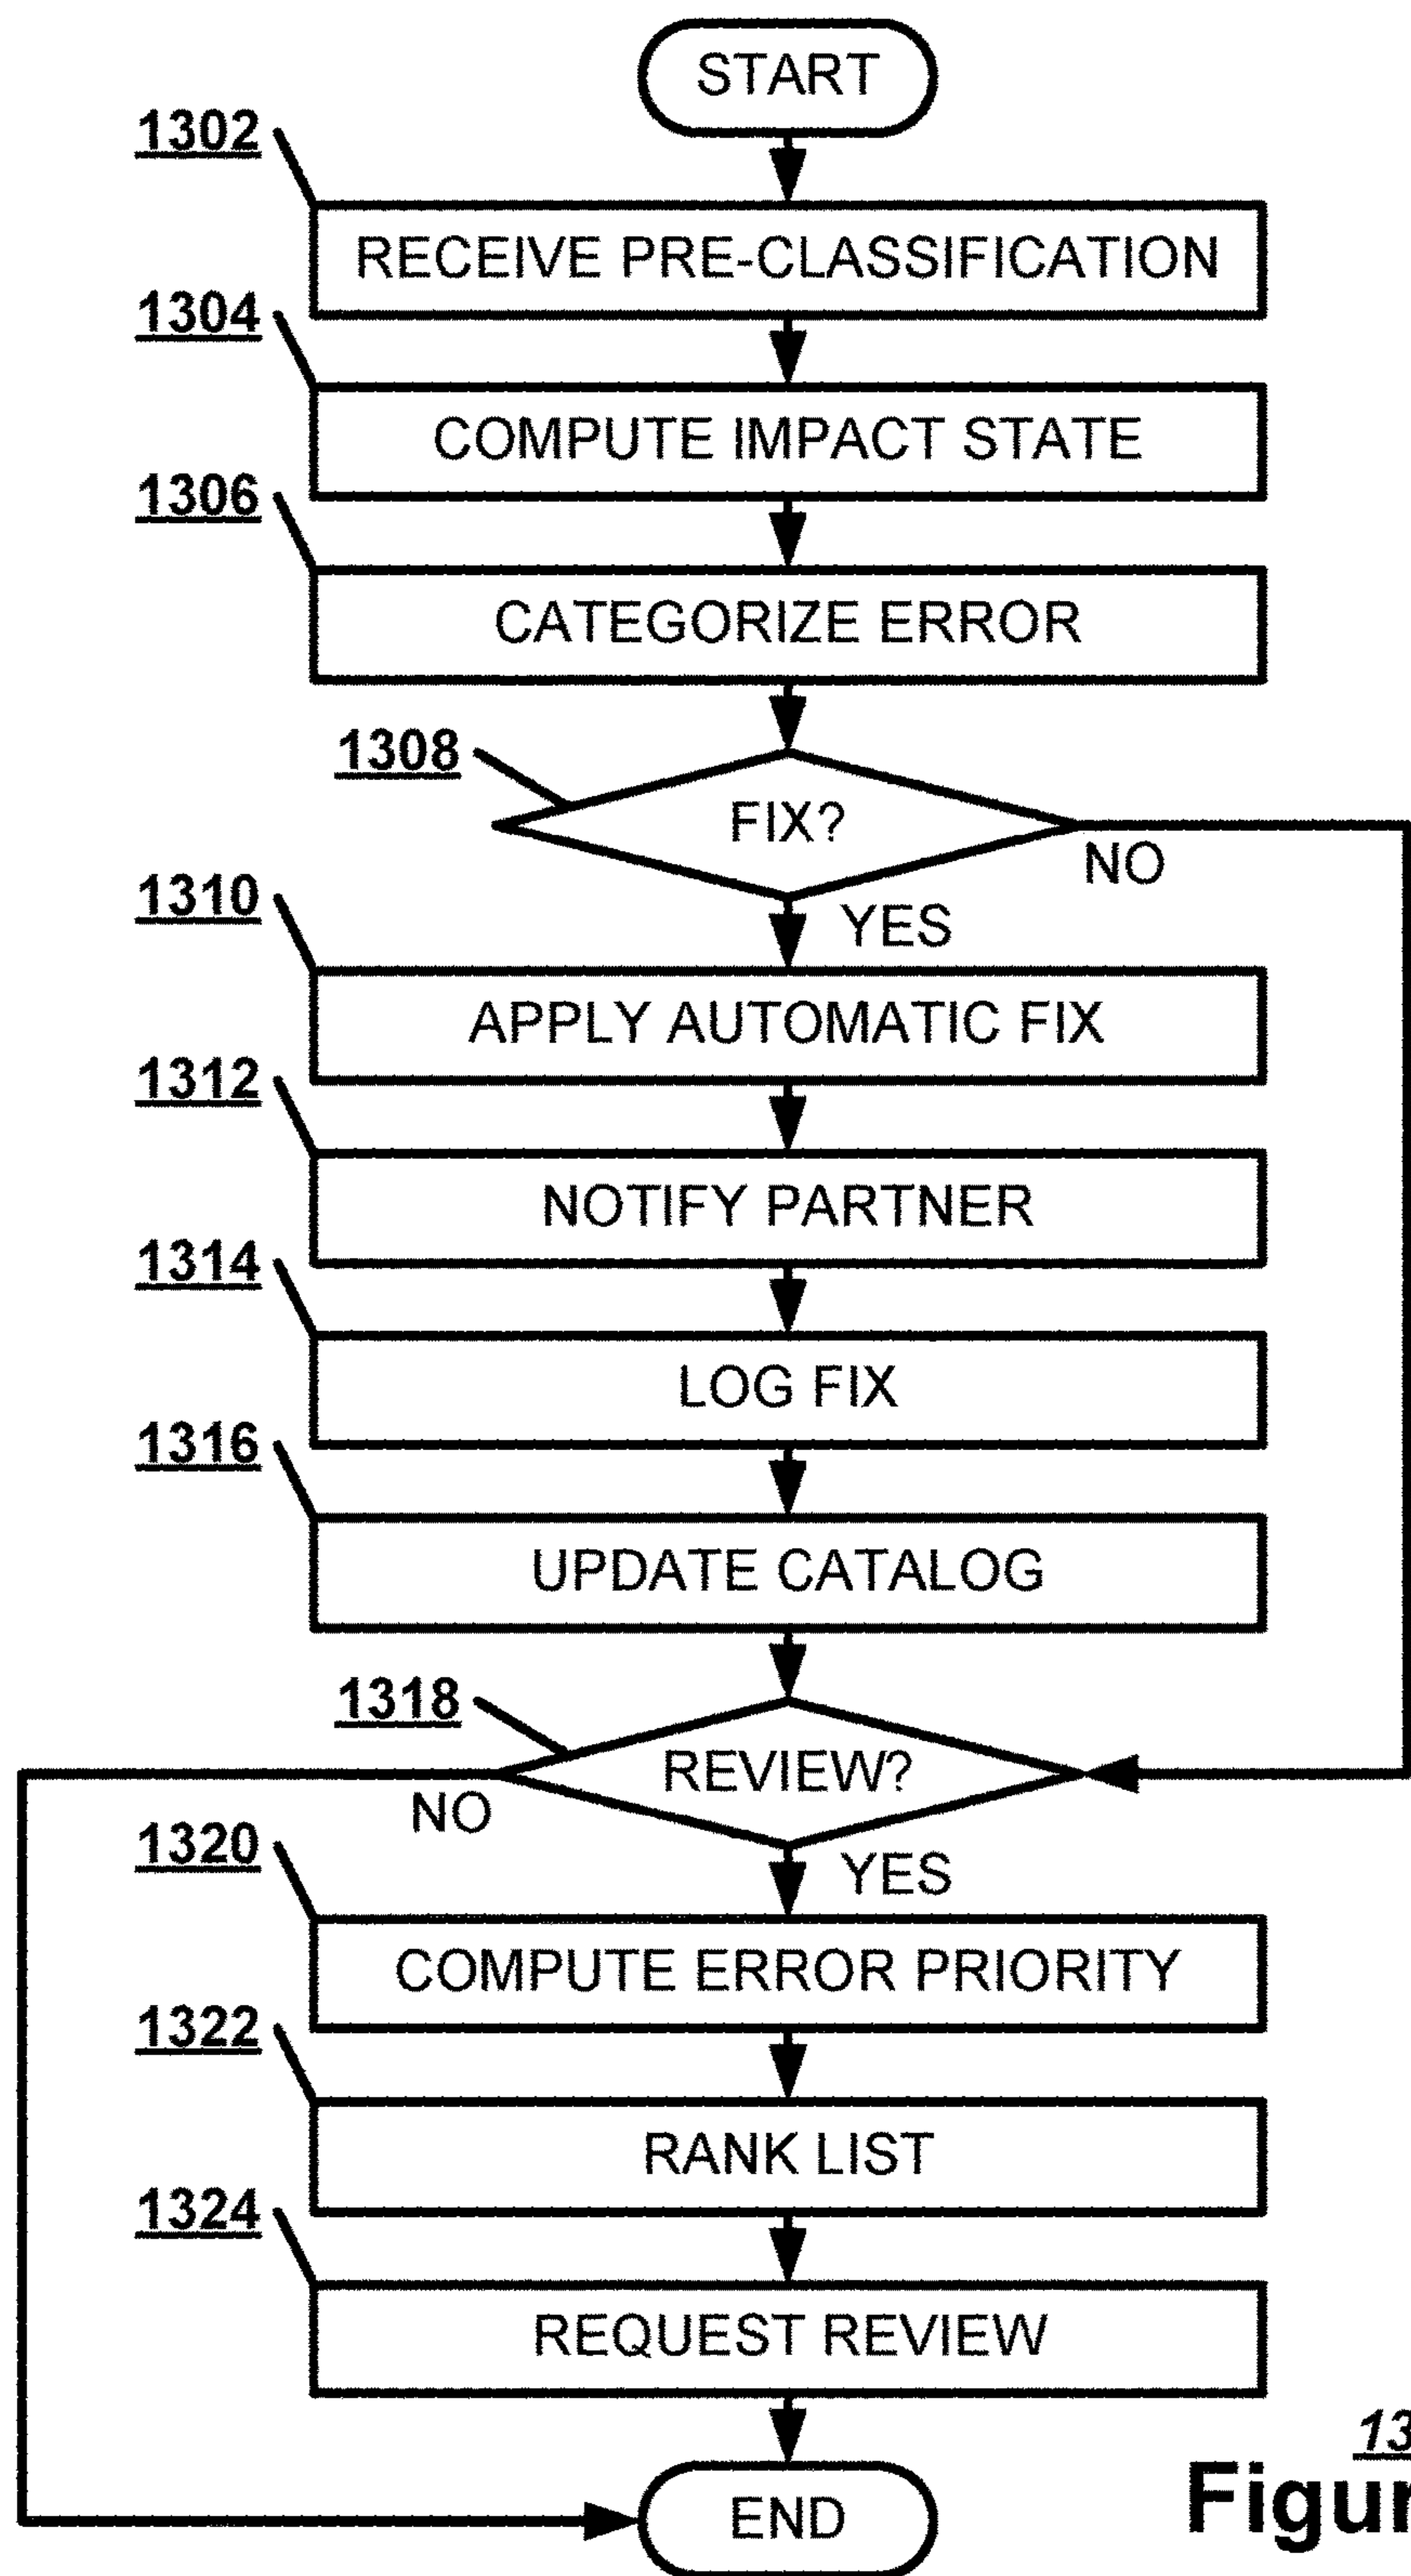 START
1302
RECEIVE PRE-CLASSIFICATION
1304
COMPUTE IMPACT STATE
1306
CATEGORIZE ERROR
1308
FIX?
NO
1310
YES
APPLY AUTOMATIC FIX
1312
NOTIFY PARTNER
1314
LOG FIX
1316
UPDATE CATALOG
1318
REVIEW?
NO
1320
YES
COMPUTE ERROR PRIORITY
1322
RANK LIST
1324
REQUEST REVIEW
END